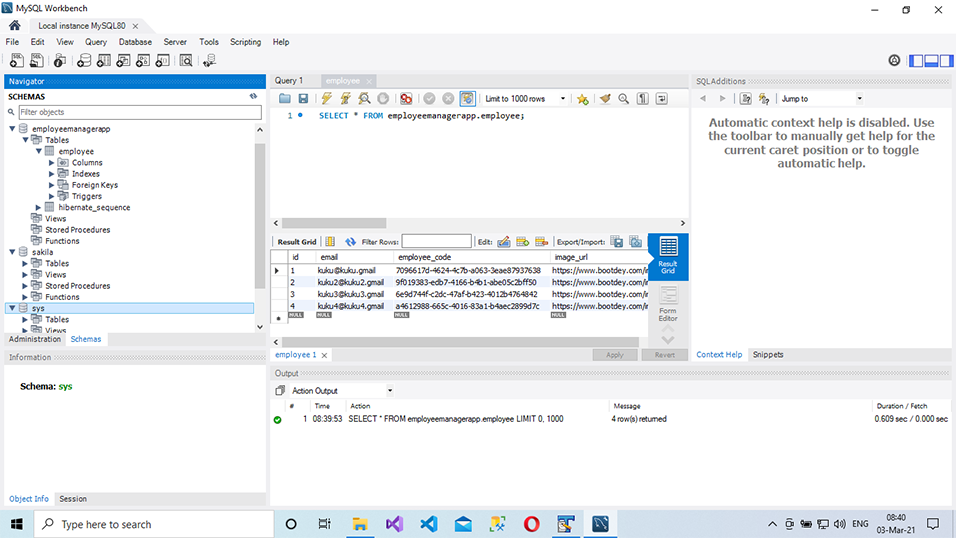 MySQL Workbench
Local instance MySQL80
File Edit View Query Database Server Tools Scripting Help
Navigator
SCHEMAS
Filter objects
employeemanagerapp
Tables
employee
Columns
Indexes
Foreign Keys
Triggers
hibernate_sequence
Views
Stored Procedures
Functions
sakila
Tables
Views
Stored Procedures
Functions
sys
Tables
Views
Administration Schemas
Information
Schema: sys
Object Info Session
Query 1 employee
Limit to 1000 rows
1 SELECT * FROM employeemanagerapp.employee;
Result Grid Filter Rows: Edit: Export/Import:
id email employee_code image_url
1 kuku@kuku.gmail 7096617d-4624-4c7b-a063-3eae87937638 https://www.bootdey.com/
2 kuku2@kuku2.gmail 9f019383-edb7-4166-b4b1-abe05c2bff50 https://www.bootdey.com/
3 kuku3@kuku3.gmail 6e9d744f-c2dc-47af-b423-4012b4764842 https://www.bootdey.com/
4 kuku4@kuku4.gmail a4612988-665c-4016-83a1-b4aec2899d7c https://www.bootdey.com/
NULL NULL NULL NULL
Result Grid
Form Editor
employee 1 Apply Revert
SQLAdditions
Jump to
Automatic context help is disabled. Use
the toolbar to manually get help for the
current caret position or to toggle
automatic help.
Context Help Snippets
Output
Action Output
# Time Action Message Duration / Fetch
1 08:39:53 SELECT * FROM employeemanagerapp.employee LIMIT 0, 1000 4 row(s) returned 0.609 sec / 0.000 sec
Type here to search
ENG
08:40
03-Mar-21